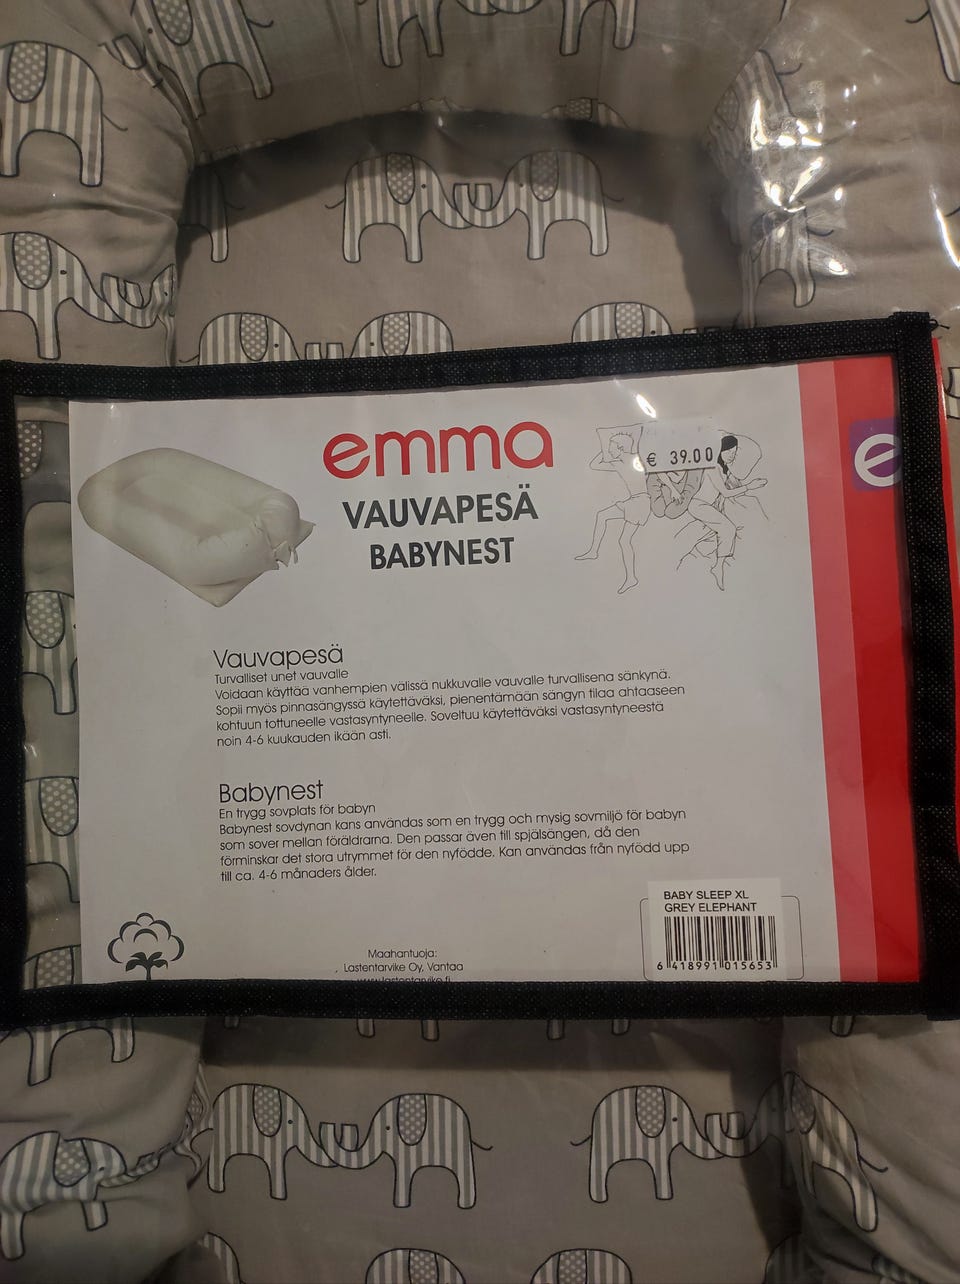 emma
VAUVAPESÄ
BABYNEST
€ 39.00
e
Vauvapesä
Turvalliset unet vauvalle
Voidaan käyttää vanhempien välissä nukkuvalle vauvalle turvallisena sänkynä.
Sopii myös pinnasängyssä käytettäväksi, pienentämään sängyn tilaa ahtaaseen
kohtuun tottuneelle vastasyntyneelle. Soveltuu käytettäväksi vastasyntyneestä
noin 4-6 kuukauden ikään asti.
Babynest
En trygg sovplats för babyn
Babynest sovdynan kans användas som en trygg och mysig sovmiljö för babyn
som sover mellan föräldrarna. Den passar även till spjälsängen, då den
förminskar det stora utrymmet för den nyfödde. Kan användas från nyfödd upp
till ca. 4-6 månaders ålder.
BABY SLEEP XL
GREY ELEPHANT
6 418991 015653
Maahantuoja:
Lastentarvike Oy, Vantaa
www.lastentarvike.fi